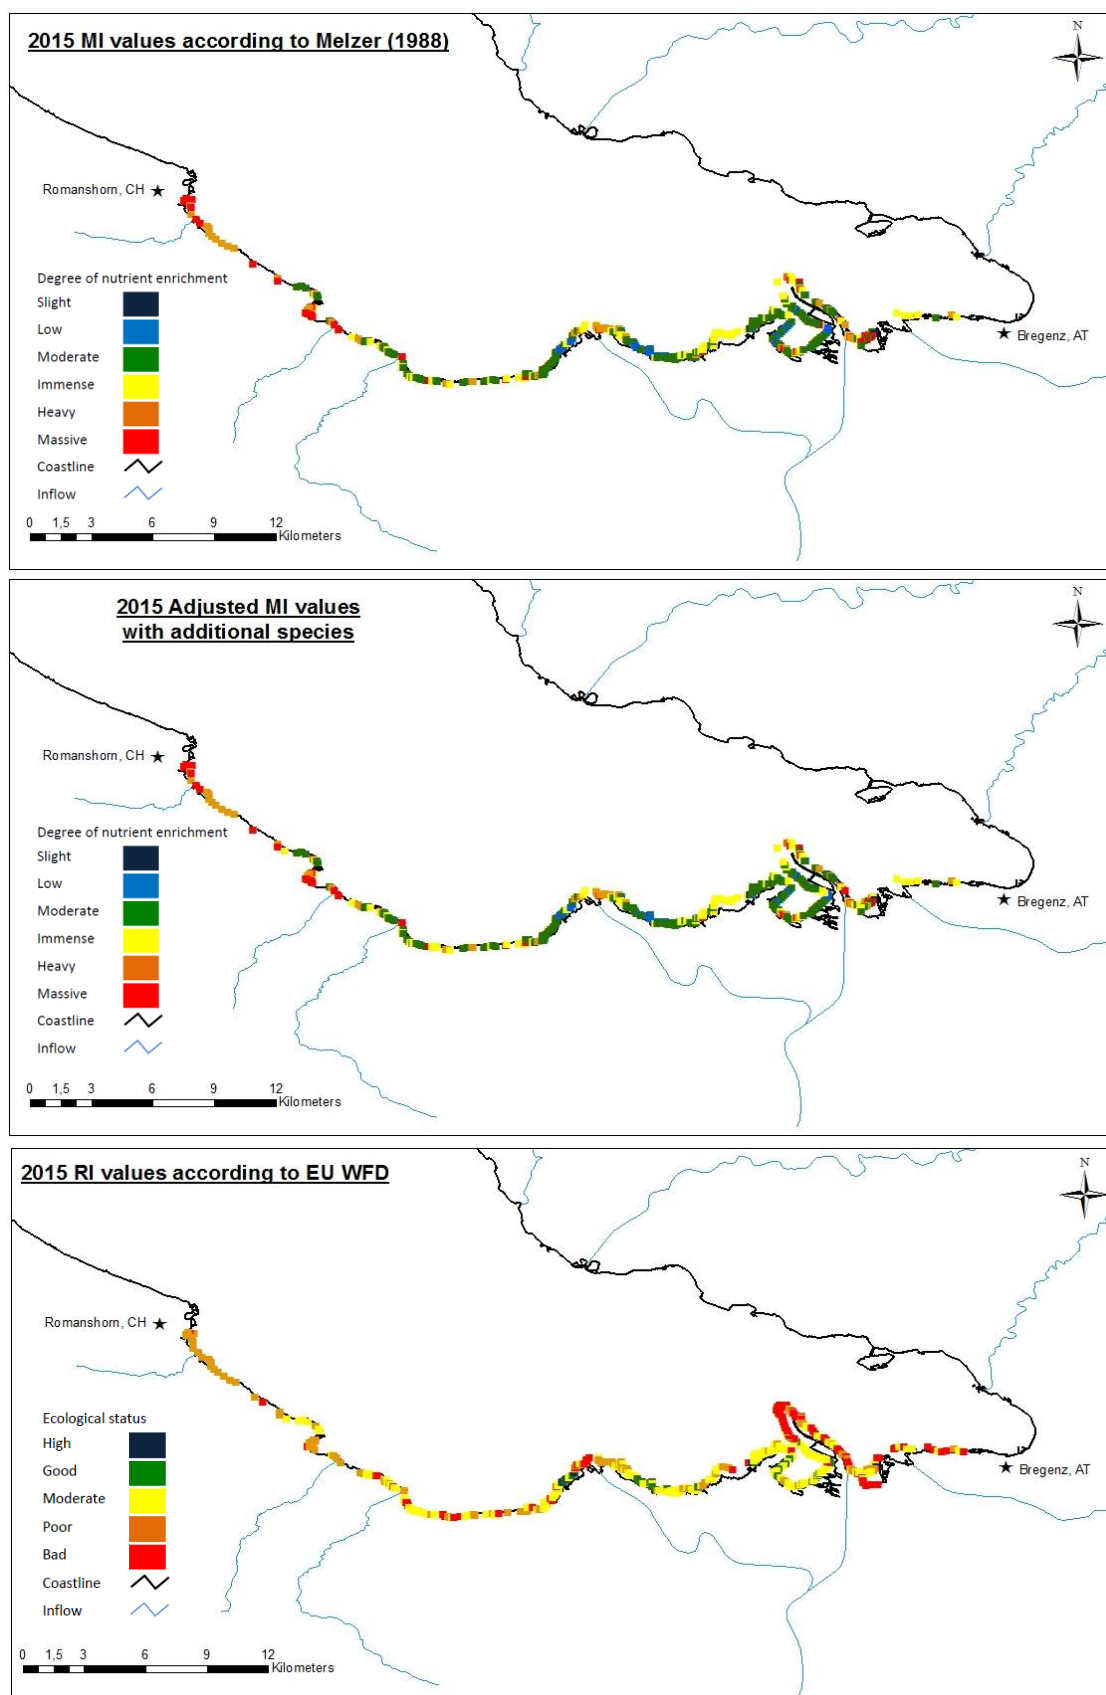 2015 MI values according to Melzer (1988)
N
Romanshorn, CH
Degree of nutrient enrichment
Slight
Low
Moderate
Immense
Heavy
Massive
Coastline
Inflow
Bregenz, AT
0 1,5 3 6 9 12
Kilometers
2015 Adjusted MI values
with additional species
N
Romanshorn, CH
Degree of nutrient enrichment
Slight
Low
Moderate
Immense
Heavy
Massive
Coastline
Inflow
Bregenz, AT
0 1,5 3 6 9 12
Kilometers
2015 RI values according to EU WFD
N
Romanshorn, CH
Ecological status
High
Good
Moderate
Poor
Bad
Coastline
Inflow
Bregenz, AT
0 1,5 3 6 9 12
Kilometers